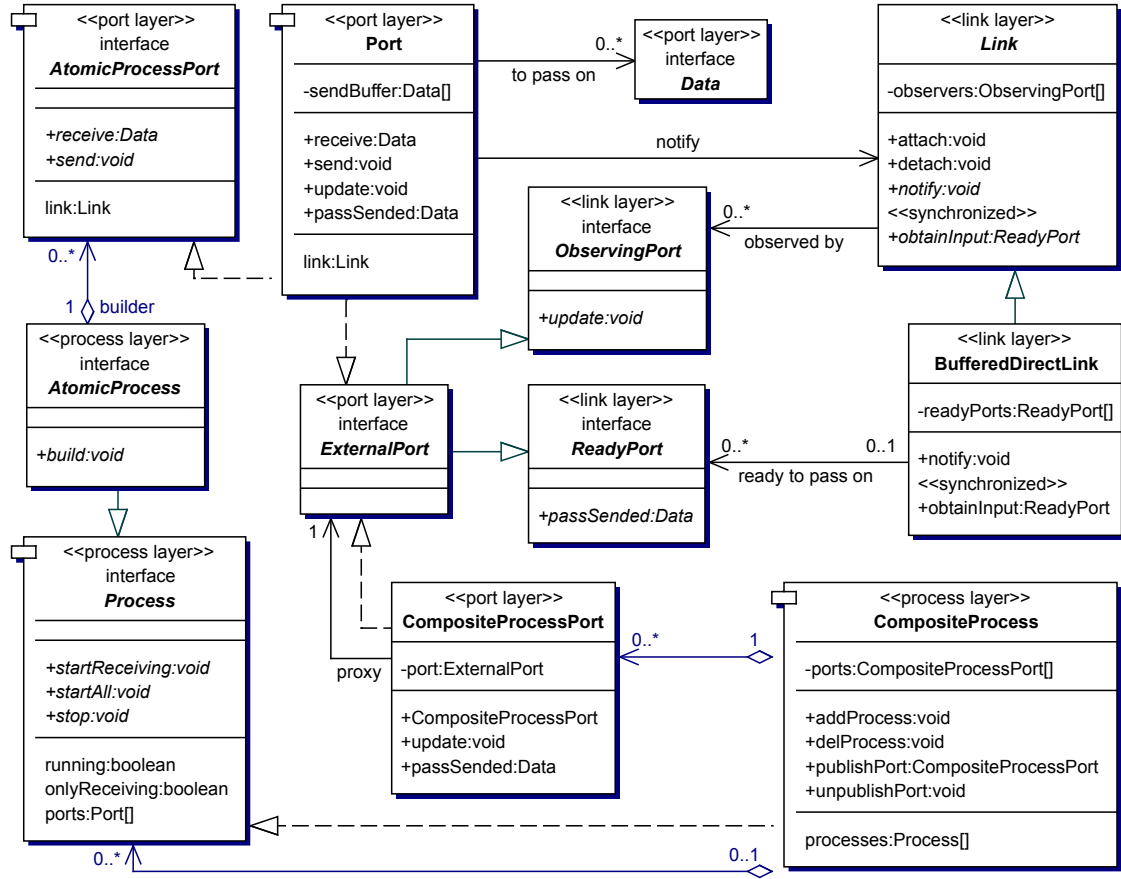 <<port layer>>
interface
AtomicProcessPort
+receive:Data
+send:void
link:Link
<<port layer>>
Port
-sendBuffer:Data[]
+receive:Data
+send:void
+update:void
+passSended:Data
link:Link
0..*
to pass on
<<port layer>>
interface
Data
<<link layer>>
Link
-observers:ObservingPort[]
+attach:void
+detach:void
+notify:void
<<synchronized>>
+obtainInput:ReadyPort
notify
<<link layer>>
interface
ObservingPort
+update:void
0..*
observed by
0..*
1
builder
<<process layer>>
interface
AtomicProcess
+build:void
<<port layer>>
interface
ExternalPort
<<link layer>>
interface
ReadyPort
+passSended:Data
0..*
0..1
ready to pass on
<<link layer>>
BufferedDirectLink
-readyPorts:ReadyPort[]
+notify:void
<<synchronized>>
+obtainInput:ReadyPort
<<process layer>>
interface
Process
+startReceiving:void
+startAll:void
+stop:void
running:boolean
onlyReceiving:boolean
ports:Port[]
1
proxy
<<port layer>>
CompositeProcessPort
-port:ExternalPort
+CompositeProcessPort
+update:void
+passSended:Data
0..*
1
<<process layer>>
CompositeProcess
-ports:CompositeProcessPort[]
+addProcess:void
+delProcess:void
+publishPort:CompositeProcessPort
+unpublishPort:void
processes:Process[]
0..*
0..1